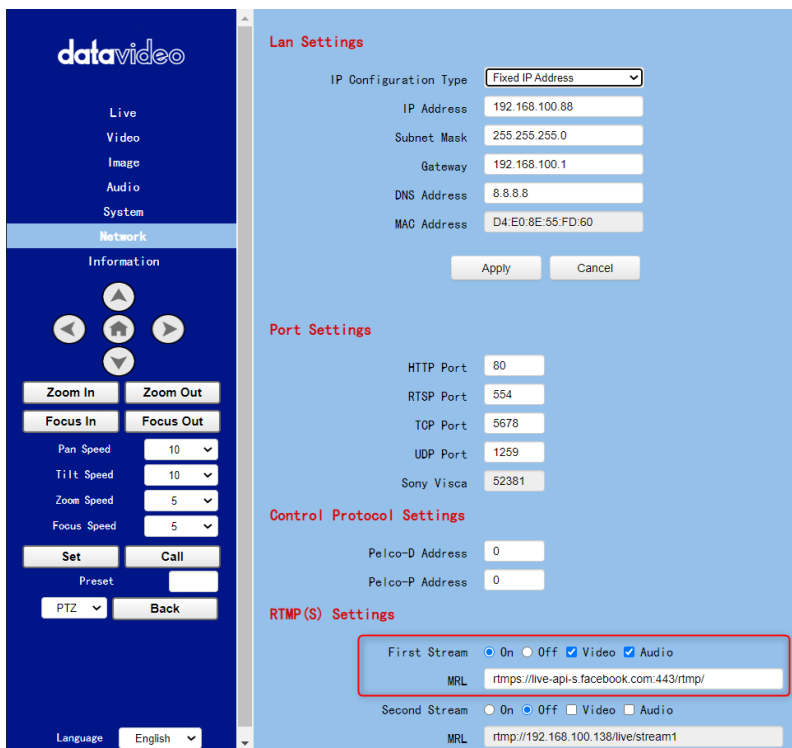 datavideo
Live
Video
Image
Audio
System
Network
Information
Zoom In Zoom Out
Focus In Focus Out
Pan Speed 10
Tilt Speed 10
Zoom Speed 5
Focus Speed 5
Set Call
Preset
PTZ Back
Language English
Lan Settings
IP Configuration Type Fixed IP Address
IP Address 192.168.100.88
Subnet Mask 255.255.255.0
Gateway 192.168.100.1
DNS Address 8.8.8.8
MAC Address D4:E0:8E:55:FD:60
Apply Cancel
Port Settings
HTTP Port 80
RTSP Port 554
TCP Port 5678
UDP Port 1259
Sony Visca 52381
Control Protocol Settings
Pelco-D Address 0
Pelco-P Address 0
RTMP(S) Settings
First Stream On Off Video Audio
MRL rtmps://live-api-s.facebook.com:443/rtmp/
Second Stream On Off Video Audio
MRL rtmp://192.168.100.138/live/stream1